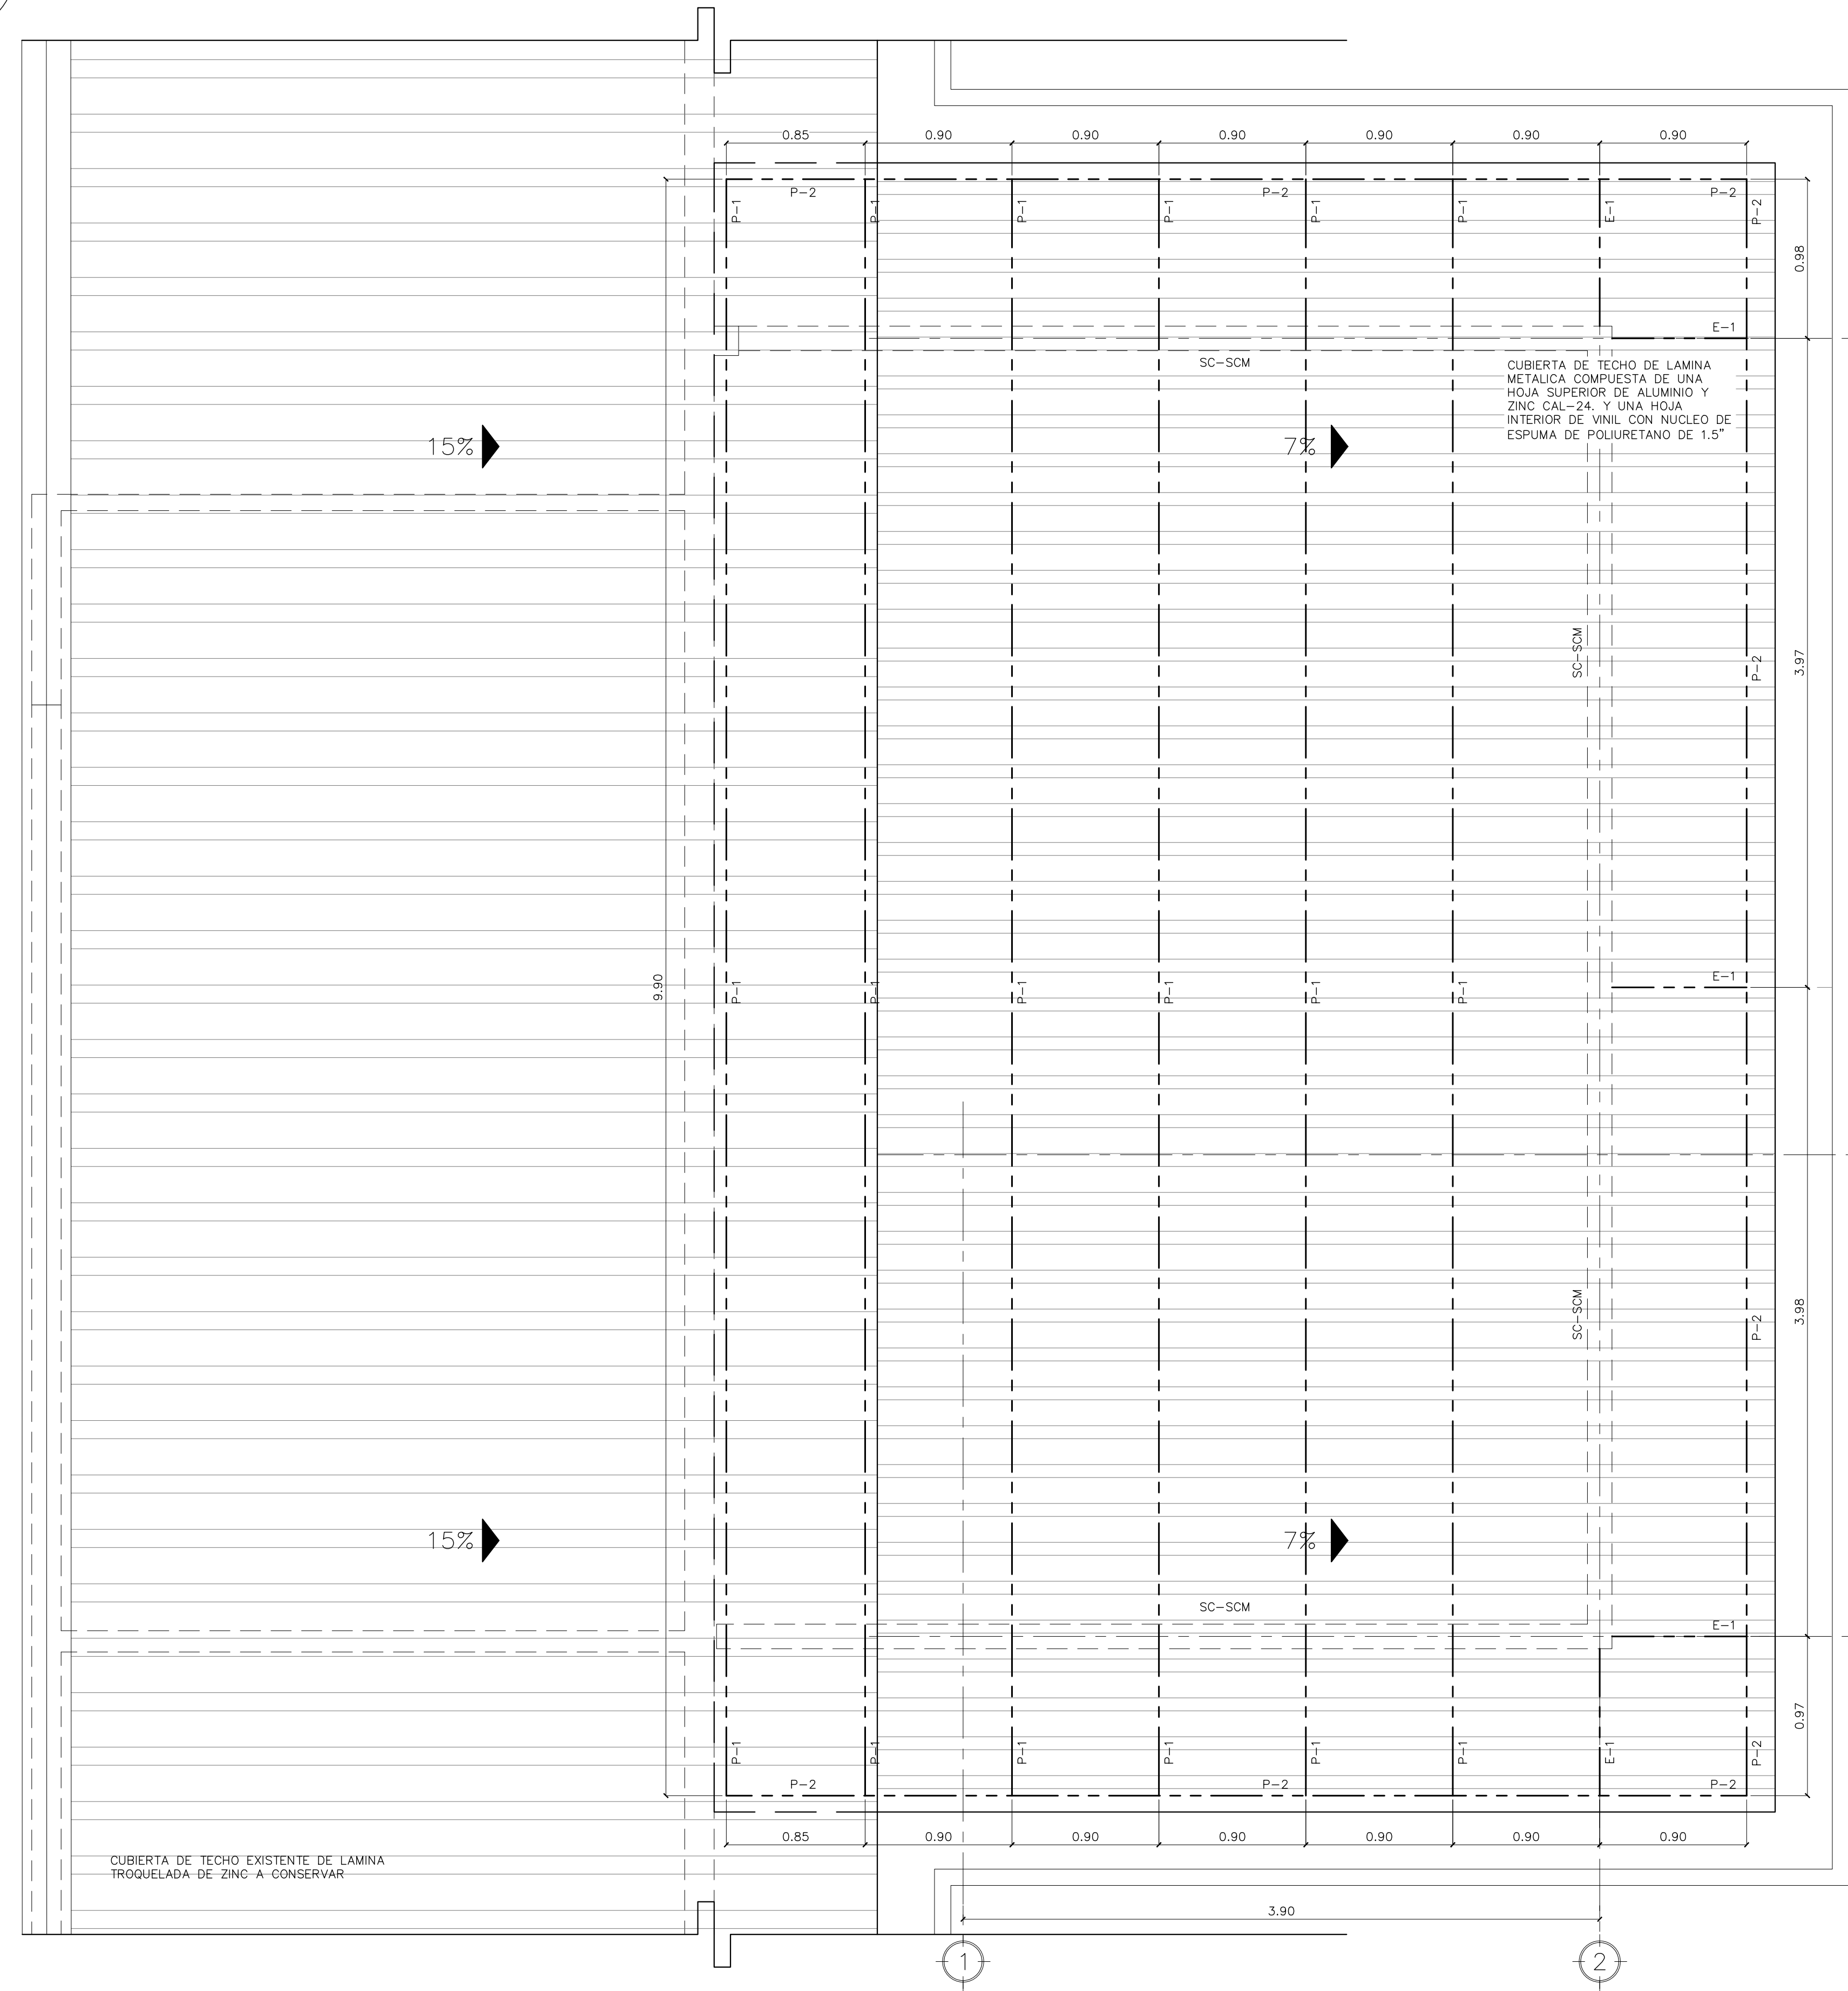 0.85 0.90 0.90 0.90 0.90 0.90 0.90
P-2 P-2 P-2
P-1 P-1 P-1 P-1 P-1 P-1 E-1 P-2
0.98
E-1
SC-SCM
CUBIERTA DE TECHO DE LAMINA
METALICA COMPUESTA DE UNA
HOJA SUPERIOR DE ALUMINIO Y
ZINC CAL-24. Y UNA HOJA
INTERIOR DE VINIL CON NUCLEO DE
ESPUMA DE POLIURETANO DE 1.5"
15% 7%
SC-SCM P-2 3.97
9.90 P-1 P-1 P-1 P-1 P-1 P-1 E-1
SC-SCM P-2 3.98
15% 7%
SC-SCM
E-1
0.97
P-1 P-1 P-1 P-1 P-1 P-1 E-1 P-2
P-2 P-2 P-2
0.85 0.90 0.90 0.90 0.90 0.90 0.90
CUBIERTA DE TECHO EXISTENTE DE LAMINA
TROQUELADA DE ZINC A CONSERVAR
3.90
1 2